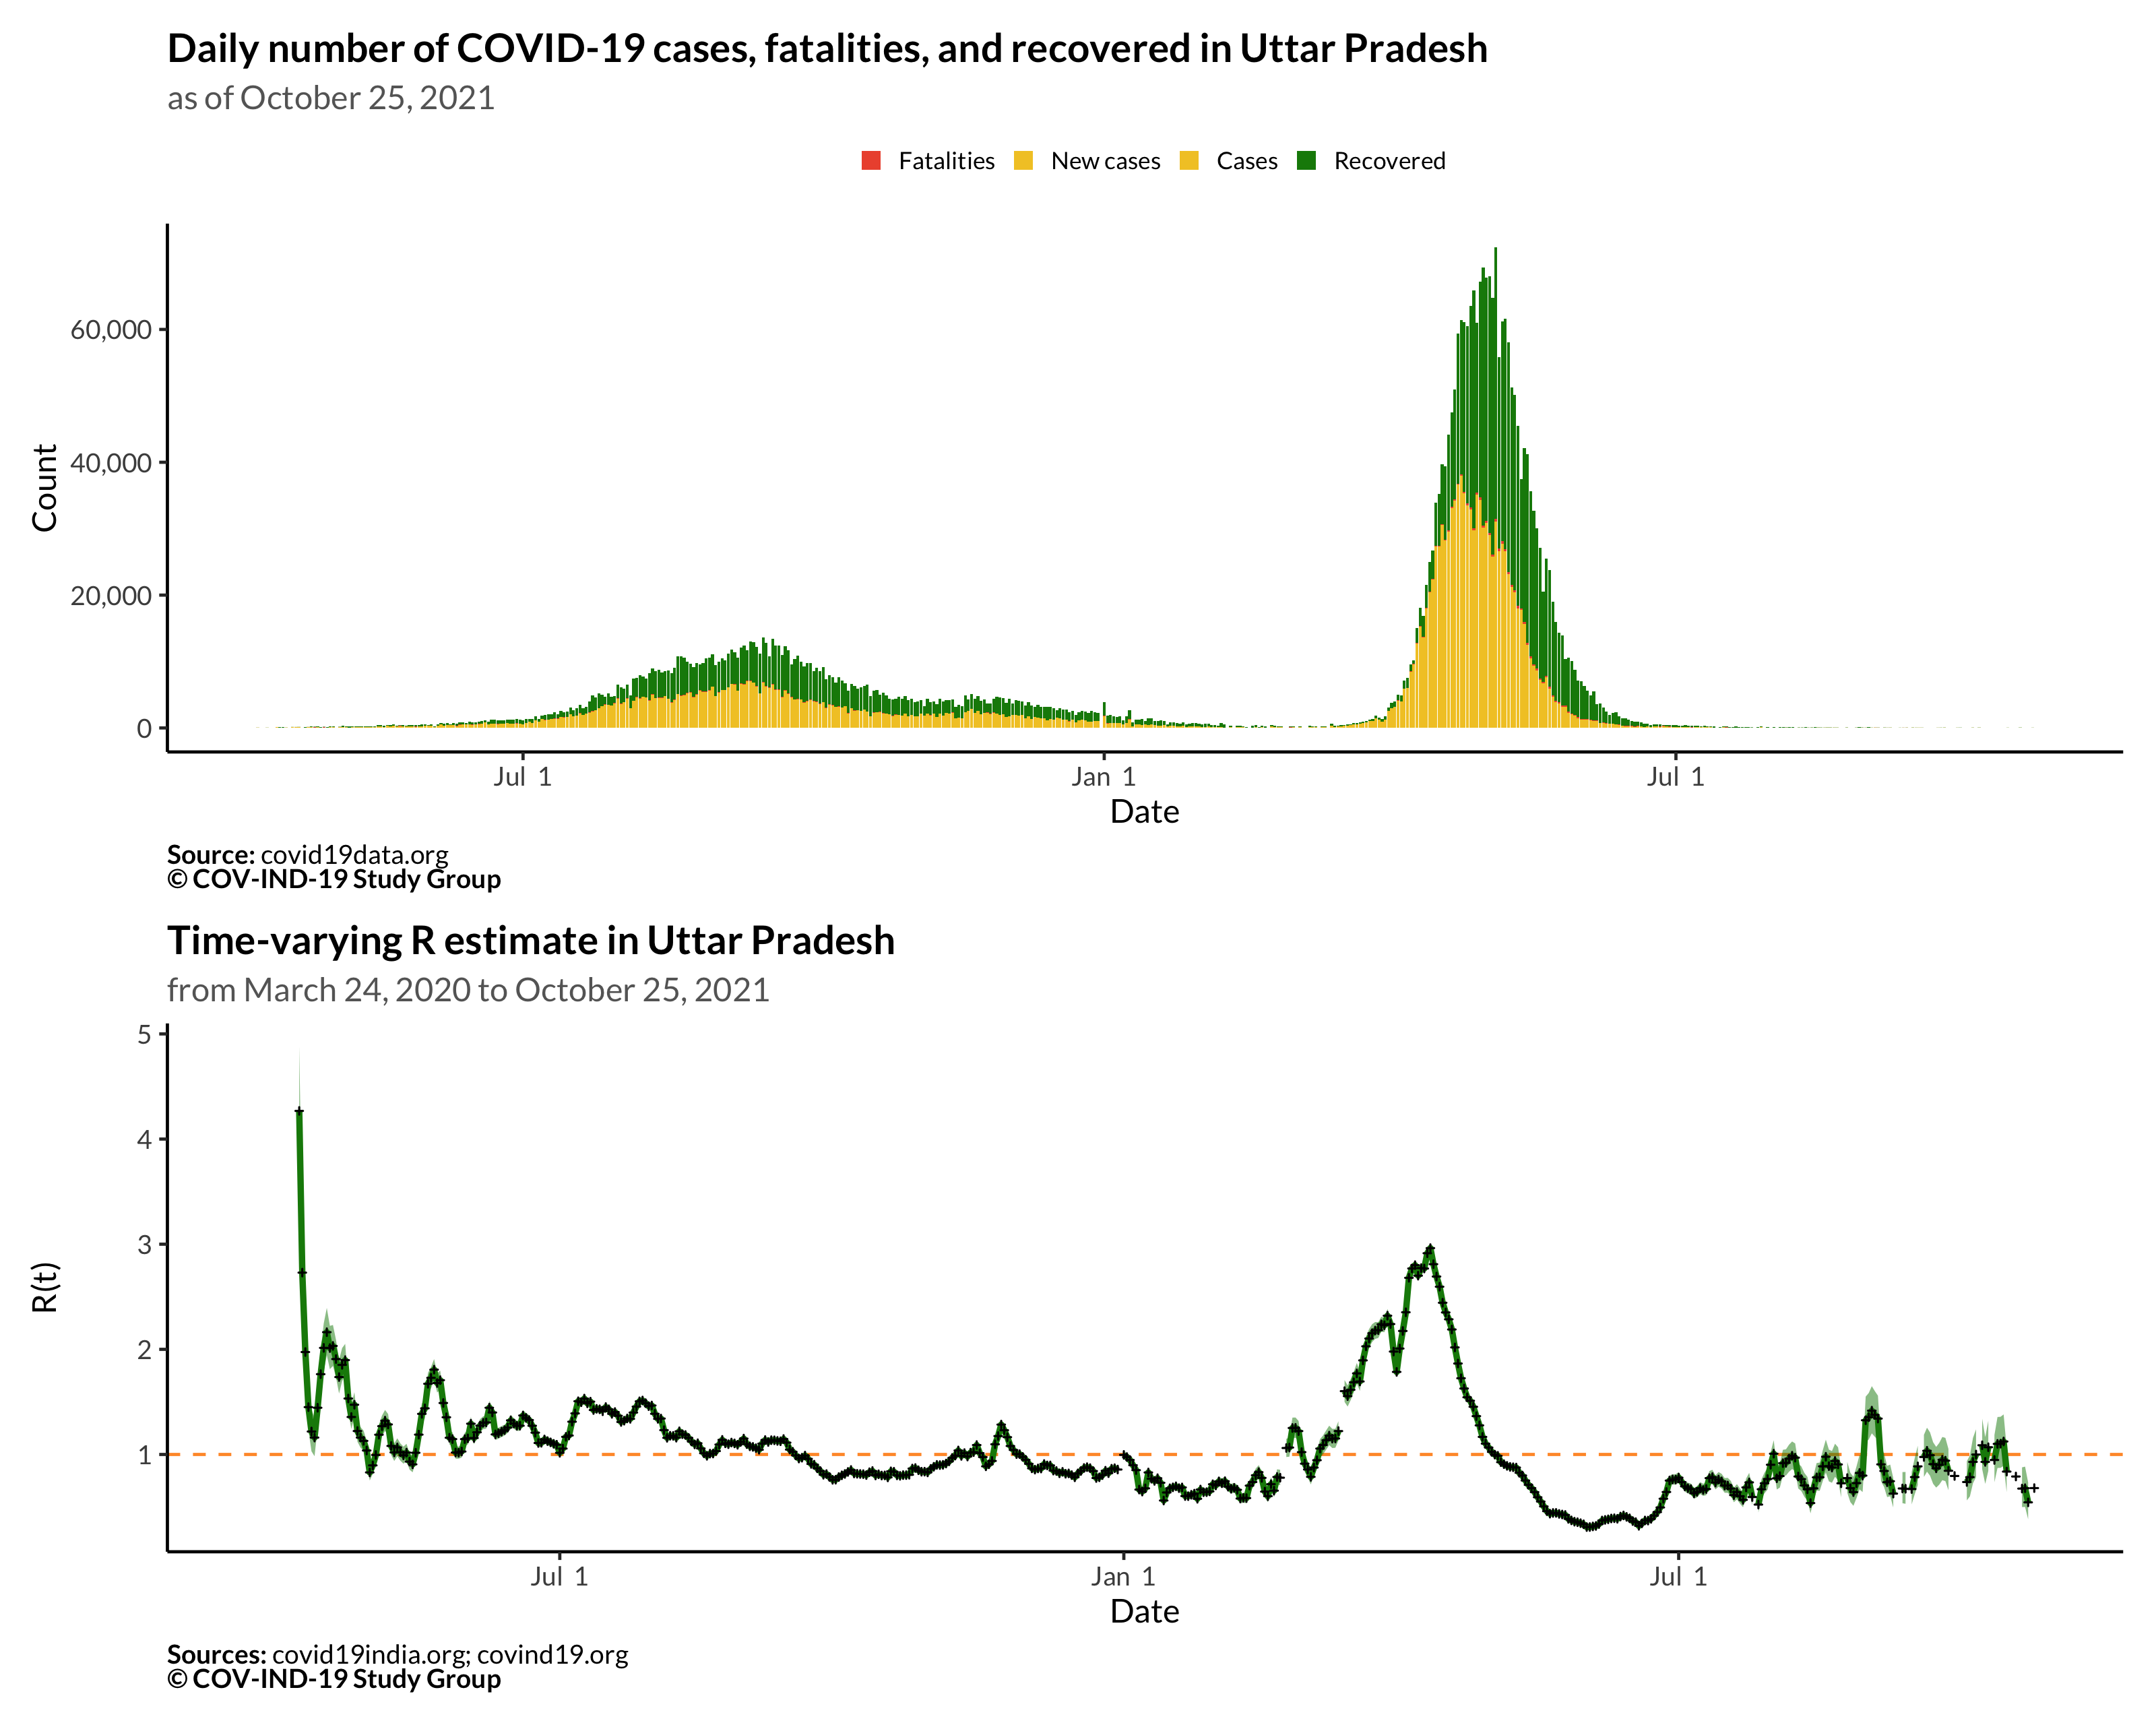 Daily number of COVID-19 cases, fatalities, and recovered in Uttar Pradesh
as of October 25, 2021
Fatalities New cases Cases Recovered
Count
60,000
40,000
20,000
0
Jul 1 Jan 1 Jul 1
Date
Source: covid19data.org
© COV-IND-19 Study Group
Time-varying R estimate in Uttar Pradesh
from March 24, 2020 to October 25, 2021
R(t)
5
4
3
2
1
Jul 1 Jan 1 Jul 1
Date
Sources: covid19india.org; covind19.org
© COV-IND-19 Study Group